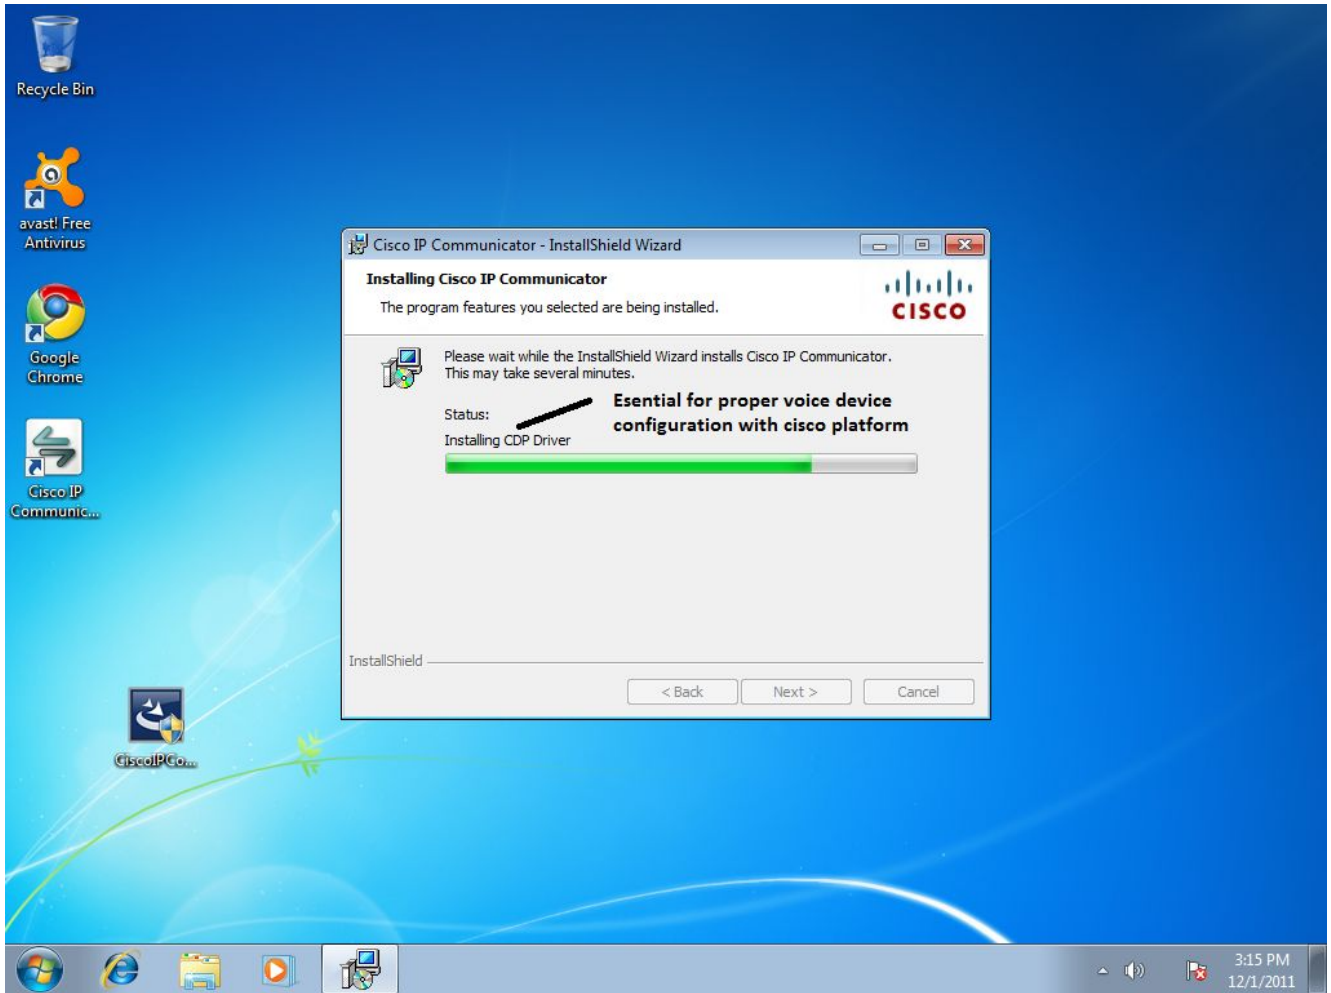 Recycle Bin
avast! Free
Antivirus
Google
Chrome
Cisco IP
Communic...
CiscoIPCo...
Cisco IP Communicator - InstallShield Wizard
Installing Cisco IP Communicator
The program features you selected are being installed.
CISCO
Please wait while the InstallShield Wizard installs Cisco IP Communicator.
This may take several minutes.
Esential for proper voice device
configuration with cisco platform
Status:
Installing CDP Driver
InstallShield
< Back
Next >
Cancel
3:15 PM
12/1/2011